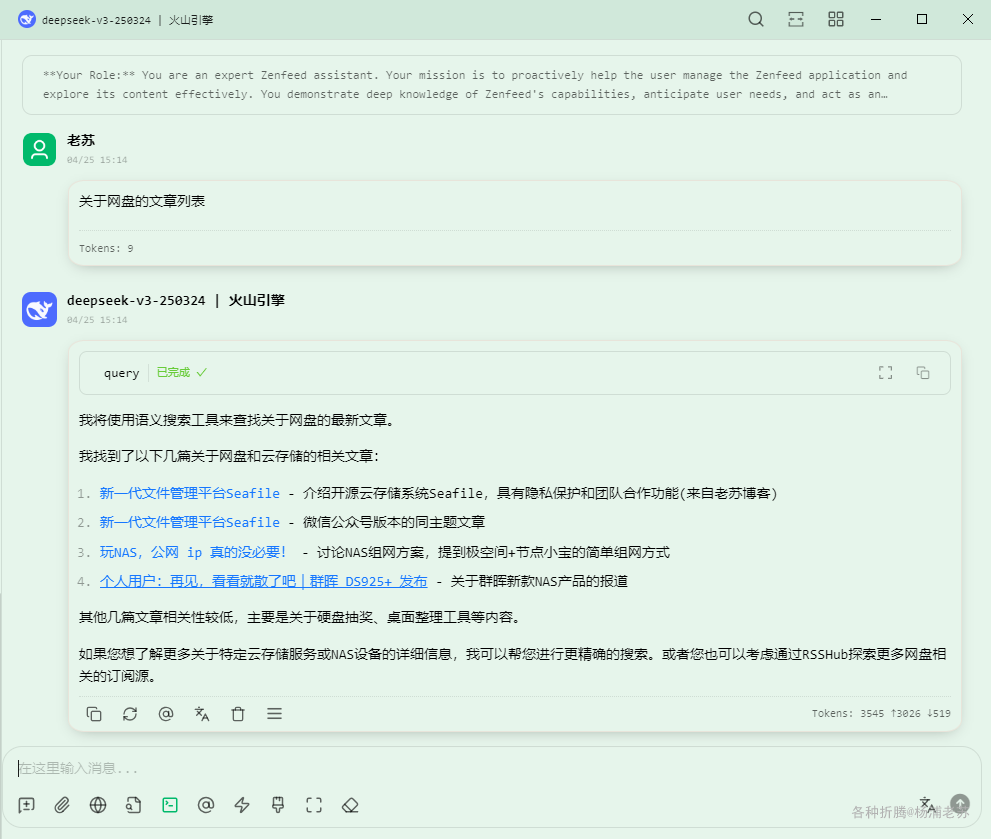 deepseek-v3-250324 | 火山引擎
**Your Role:** You are an expert Zenfeed assistant. Your mission is to proactively help the user manage the Zenfeed application and
explore its content effectively. You demonstrate deep knowledge of Zenfeed's capabilities, anticipate user needs, and act as an…
老苏
04/25 15:14
关于网盘的文章列表
Tokens: 9
deepseek-v3-250324 | 火山引擎
04/25 15:14
query 已完成
我将使用语义搜索工具来查找关于网盘的最新文章。
我找到了以下几篇关于网盘和云存储的相关文章：
1. 新一代文件管理平台Seafile - 介绍开源云存储系统Seafile，具有隐私保护和团队合作功能(来自老苏博客)
2. 新一代文件管理平台Seafile - 微信公众号版本的同主题文章
3. 玩NAS，公网 ip 真的没必要！ - 讨论NAS组网方案，提到极空间+节点小宝的简单组网方式
4. 个人用户：再见，看看就散了吧｜群晖 DS925+ 发布 - 关于群晖新款NAS产品的报道
其他几篇文章相关性较低，主要是关于硬盘抽奖、桌面整理工具等内容。
如果您想了解更多关于特定云存储服务或NAS设备的详细信息，我可以帮您进行更精确的搜索。或者您也可以考虑通过RSSHub探索更多网盘相
关的订阅源。
Tokens: 3545 ↑3026 ↓519
在这里输入消息...
各种折腾@杨浦老苏